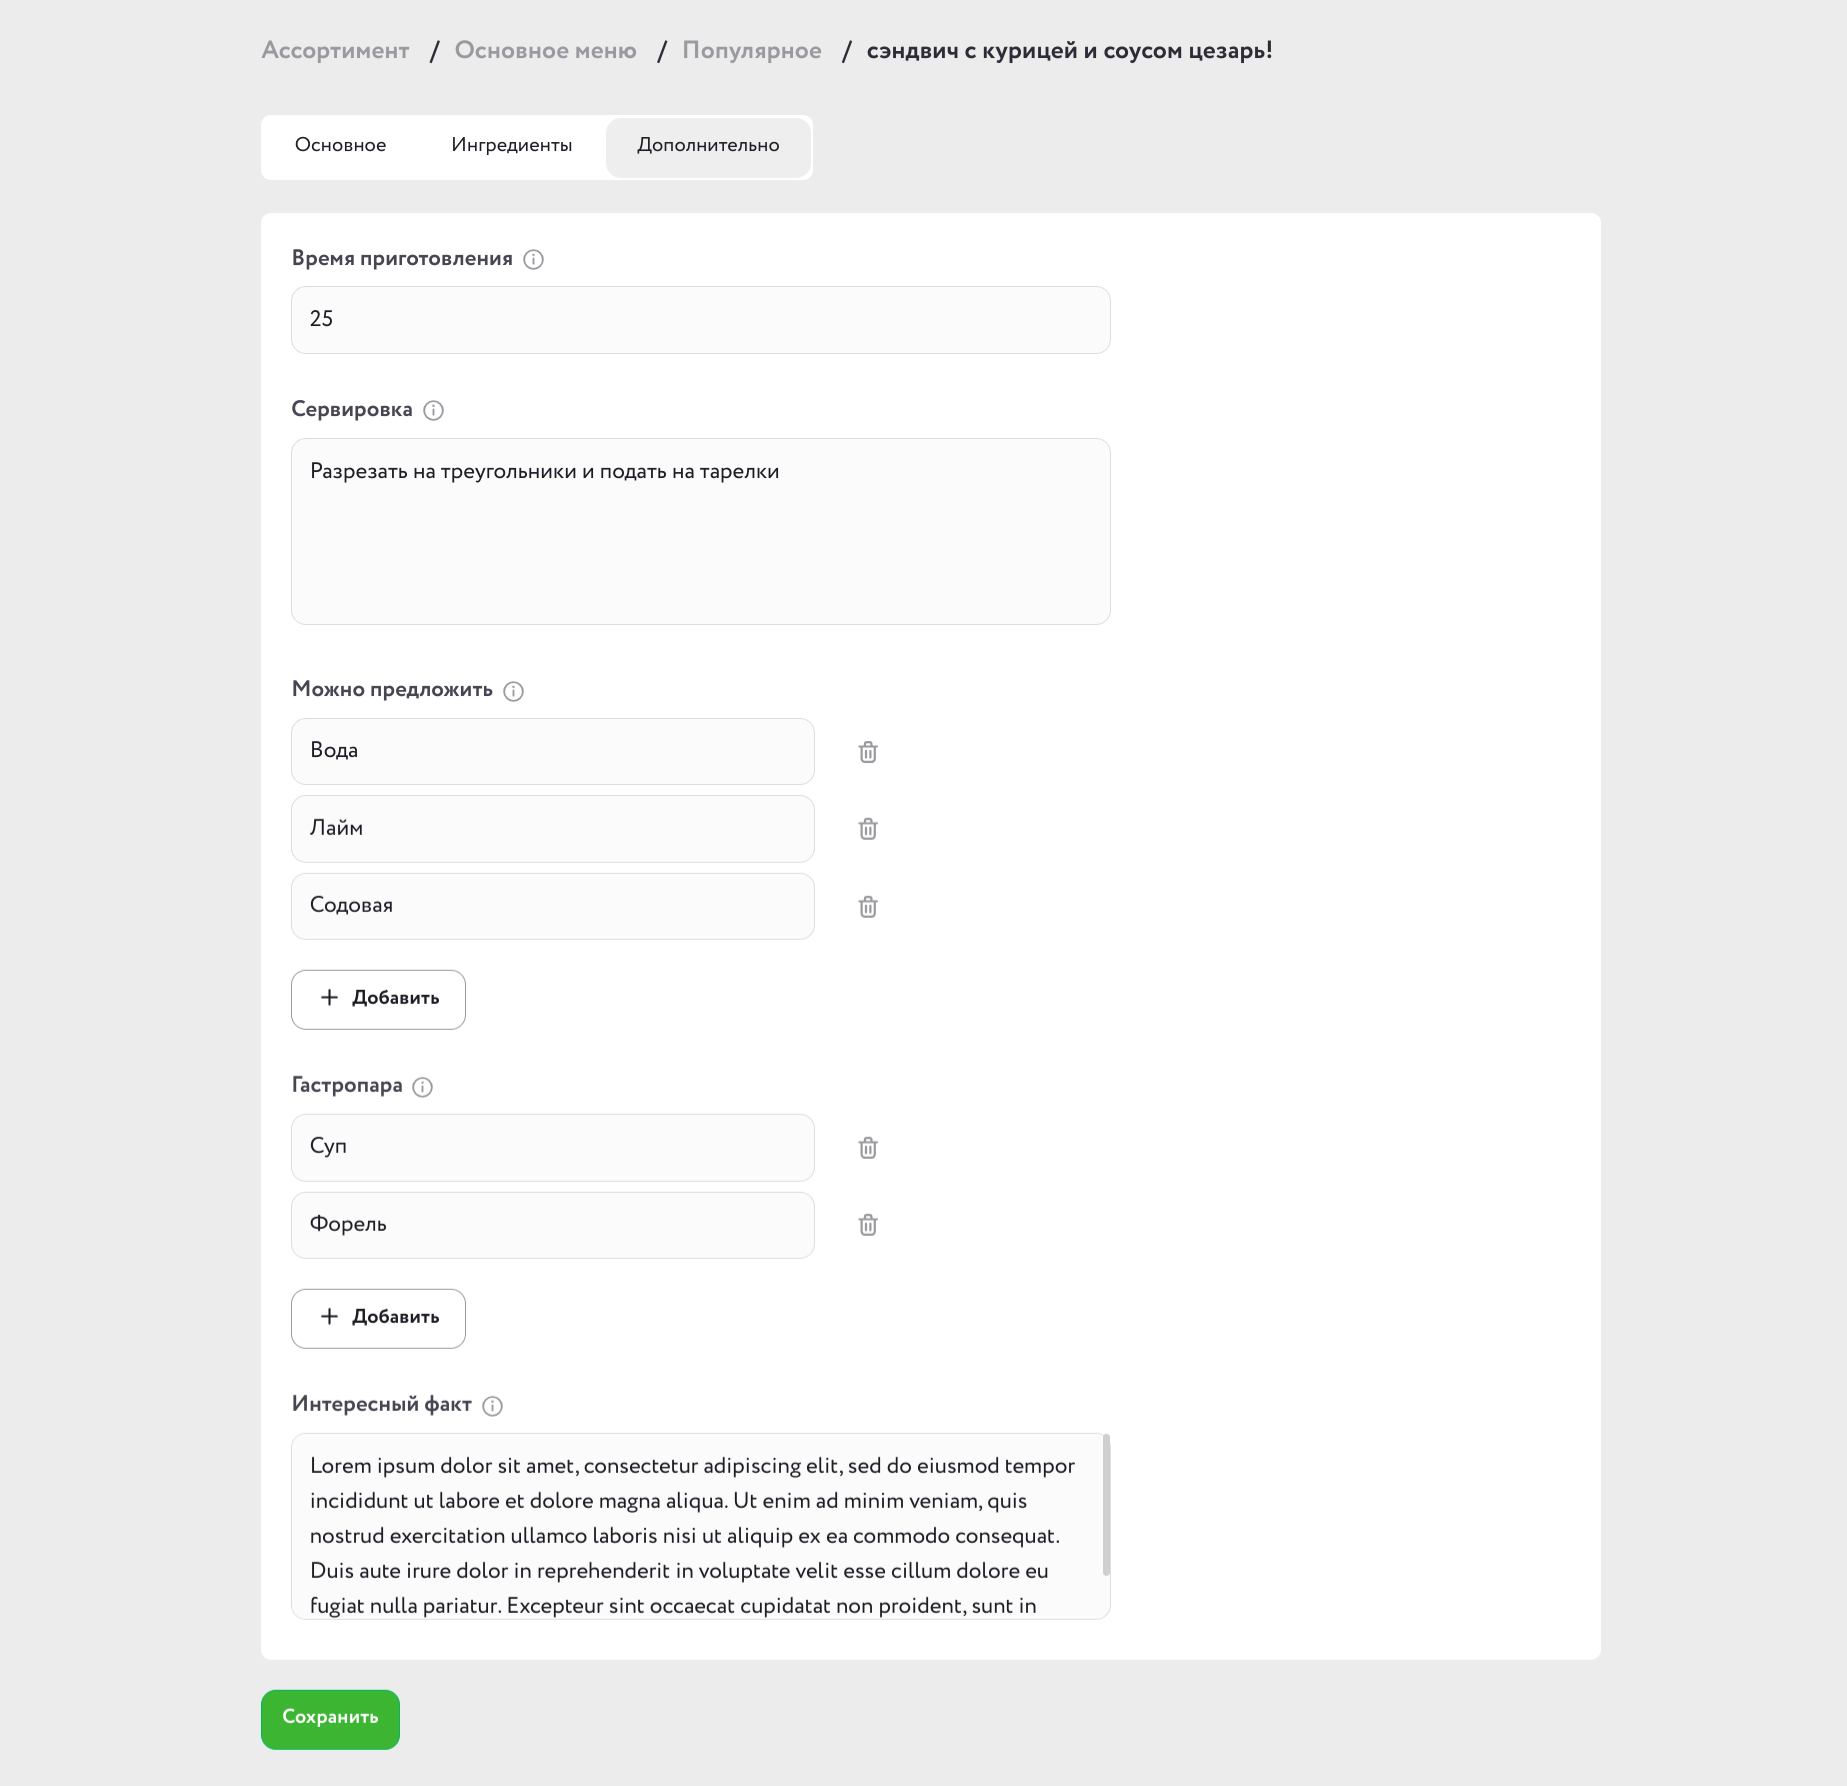 Ассортимент / Основное меню / Популярное / сэндвич с курицей и соусом цезарь!
Основное Ингредиенты Дополнительно
Время приготовления
25
Сервировка
Разрезать на треугольники и подать на тарелки
Можно предложить
Вода
Лайм
Содовая
+ Добавить
Гастропара
Суп
Форель
+ Добавить
Интересный факт
Lorem ipsum dolor sit amet, consectetur adipiscing elit, sed do eiusmod tempor
incididunt ut labore et dolore magna aliqua. Ut enim ad minim veniam, quis
nostrud exercitation ullamco laboris nisi ut aliquip ex ea commodo consequat.
Duis aute irure dolor in reprehenderit in voluptate velit esse cillum dolore eu
fugiat nulla pariatur. Excepteur sint occaecat cupidatat non proident, sunt in
Сохранить